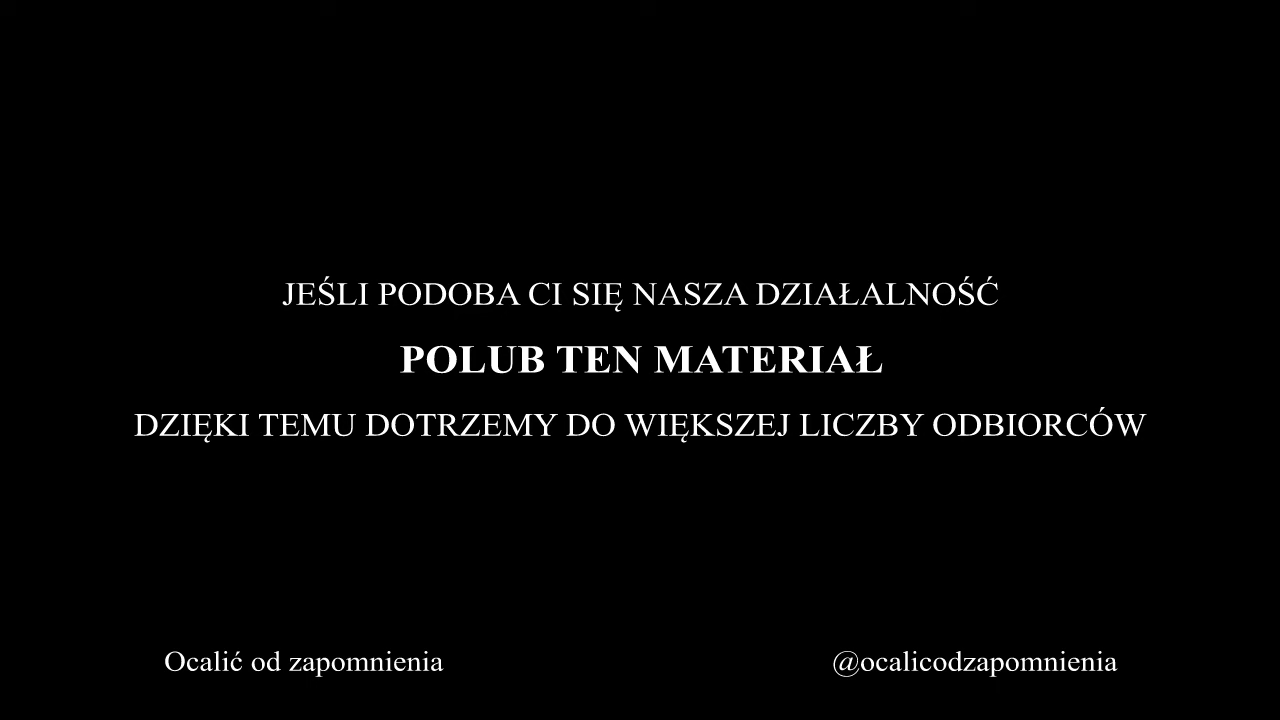 JEŚLI PODOBA CI SIĘ NASZA DZIAŁALNOŚĆ
POLUB TEN MATERIAŁ
DZIĘKI TEMU DOTRZEMY DO WIĘKSZEJ LICZBY ODBIORCÓW
Ocalić od zapomnienia
@ocalicodzapomnienia